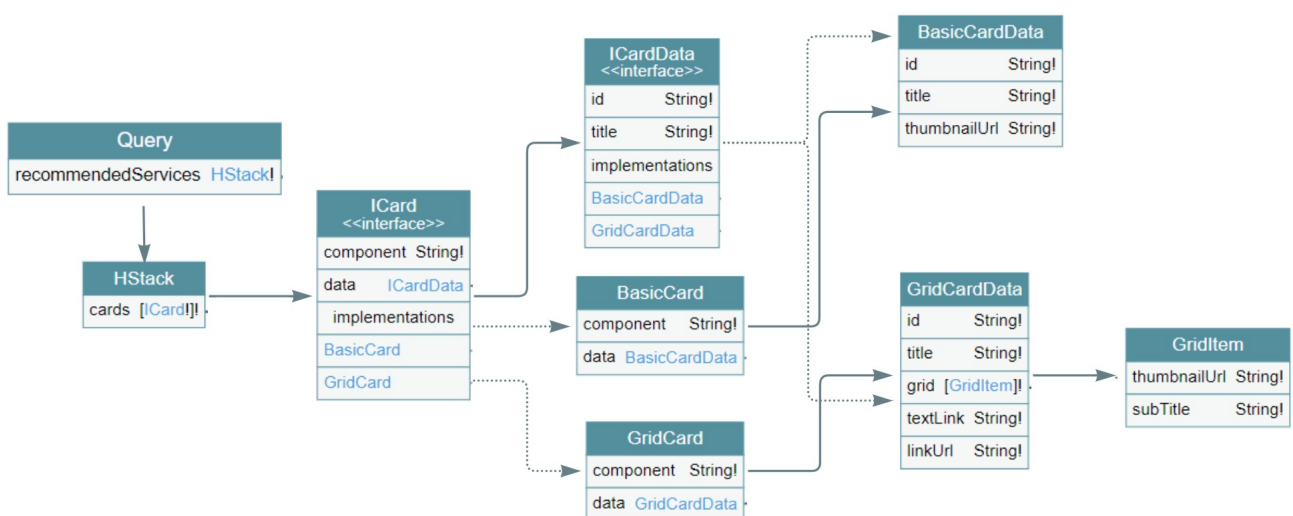 Query
recommendedServices HStack!
HStack
cards [ICard!]!
ICard
<<interface>>
component String!
data ICardData
implementations
BasicCard
GridCard
ICardData
<<interface>>
id String!
title String!
implementations
BasicCardData
GridCardData
BasicCard
component String!
data BasicCardData
GridCard
component String!
data GridCardData
BasicCardData
id String!
title String!
thumbnailUrl String!
GridCardData
id String!
title String!
grid [GridItem]!
textLink String!
linkUrl String!
GridItem
thumbnailUrl String!
subTitle String!